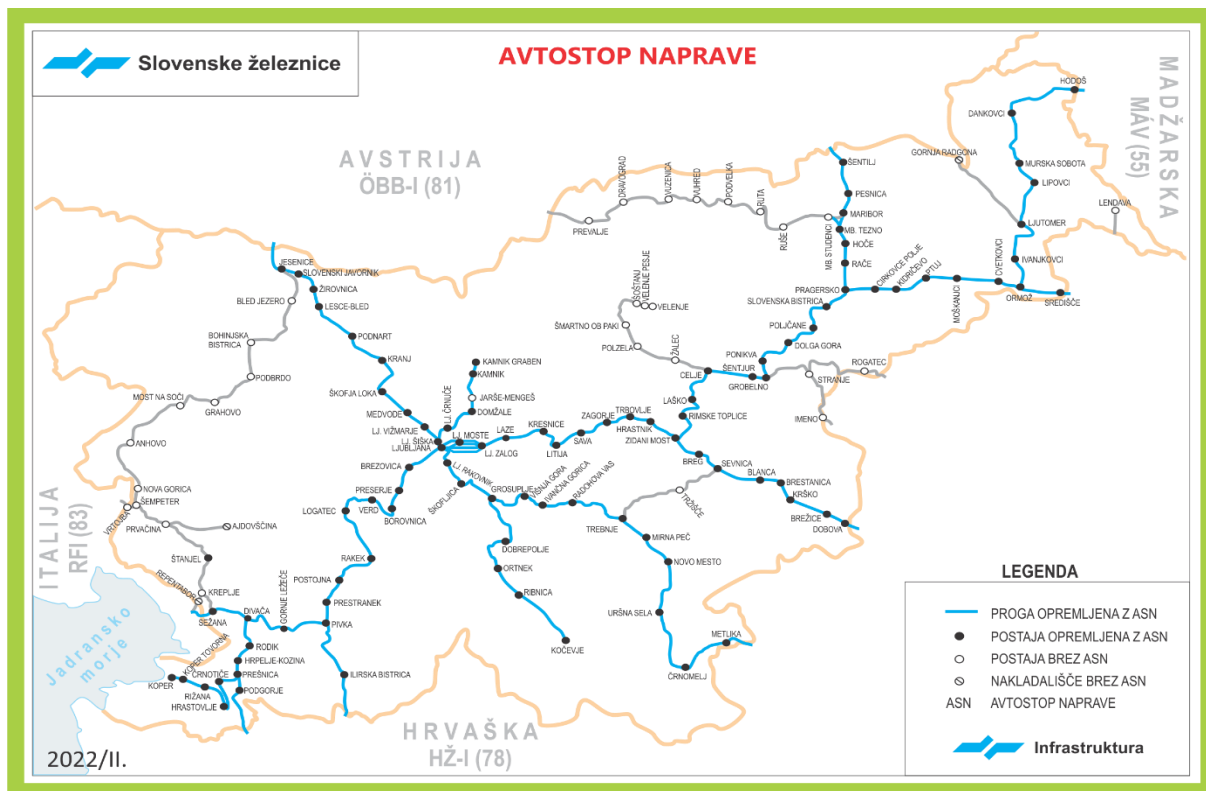 Slovenske železnice
AVTOSTOP NAPRAVE
MADŽARSKA
MÁV (55)
AVSTRIJA
ÖBB-I (81)
ITALIJA
RFI (83)
HRVAŠKA
HŽ-I (78)
Jadransko
morje
HODOŠ
DANKOVCI
MURSKA SOBOTA
LIPOVCI
GORNJA RADGONA
LENDAVA
LJUTOMER
IVANJKOVCI
CVETKOVCI
ORMOŽ
SREDIŠČE
MOŠKANJCI
PTUJ
KIDRIČEVO
CIRKOVCE POLJE
PRAGERSKO
ŠENTILJ
PESNICA
MARIBOR
MB. TEZNO
HOČE
RAČE
MB. STUDENCI
RUŠE
RUTA
PODVELKA
VUHRED
VUZENICA
DRAVOGRAD
PREVALJE
SLOVENSKA BISTRICA
POLJČANE
DOLGA GORA
PONIKVA
ŠENTJUR
GROBELNO
ROGATEC
STRANJE
IMENO
CELJE
ŽALEC
POLZELA
ŠMARTNO OB PAKI
ŠOŠTANJ
VELENJE PESJE
VELENJE
LAŠKO
RIMSKE TOPLICE
ZIDANI MOST
HRASTNIK
TRBOVLJE
ZAGORJE
SAVA
LITIJA
KRESNICE
LAZE
LJ. ZALOG
LJ. MOSTE
BREG
SEVNICA
BLANCA
BRESTANICA
KRŠKO
BREŽICE
DOBOVA
TRŽIŠČE
TREBNJE
MIRNA PEČ
NOVO MESTO
URŠNA SELA
ČRNOMELJ
METLIKA
RADOHOVA VAS
IVANČNA GORICA
VIŠNJA GORA
GROSUPLJE
ŠKOFLJICA
LJ. RAKOVNIK
DOBREPOLJE
ORTNEK
RIBNICA
KOČEVJE
KAMNIK GRABEN
KAMNIK
JARŠE-MENGEŠ
DOMŽALE
LJ. ČRNUČE
JESENICE
SLOVENSKI JAVORNIK
ŽIROVNICA
LESCE-BLED
PODNART
KRANJ
ŠKOFJA LOKA
MEDVODE
LJ. VIŽMARJE
LJ. ŠIŠKA
LJUBLJANA
BREZOVICA
PRESERJE
BOROVNICA
VERD
LOGATEC
RAKEK
POSTOJNA
PRESTRANEK
PIVKA
ILIRSKA BISTRICA
GORNJE LEŽEČE
DIVAČA
SEŽANA
REPENTABOR
KREPLJE
ŠTANJEL
RODIK
HRPELJE-KOZINA
PREŠNICA
PODGORJE
ČRNOTIČE
HRASTOVLJE
RIŽANA
KOPER TOVORNA
KOPER
BLED JEZERO
BOHINJSKA
BISTRICA
PODBRDO
GRAHOVO
MOST NA SOČI
ANHOVO
NOVA GORICA
ŠEMPETER
VRTOJBA
PRVAČINA
AJDOVŠČINA
LEGENDA
PROGA OPREMLJENA Z ASN
POSTAJA OPREMLJENA Z ASN
POSTAJA BREZ ASN
NAKLADALIŠČE BREZ ASN
ASN AVTOSTOP NAPRAVE
Infrastruktura
2022/II.